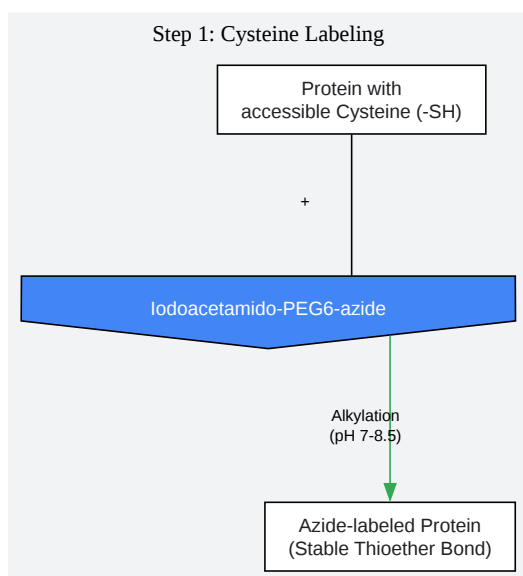 Step 1: Cysteine Labeling
Protein with
accessible Cysteine (-SH)
+
Iodoacetamido-PEG6-azide
Alkylation
(pH 7-8.5)
Azide-labeled Protein
(Stable Thioether Bond)